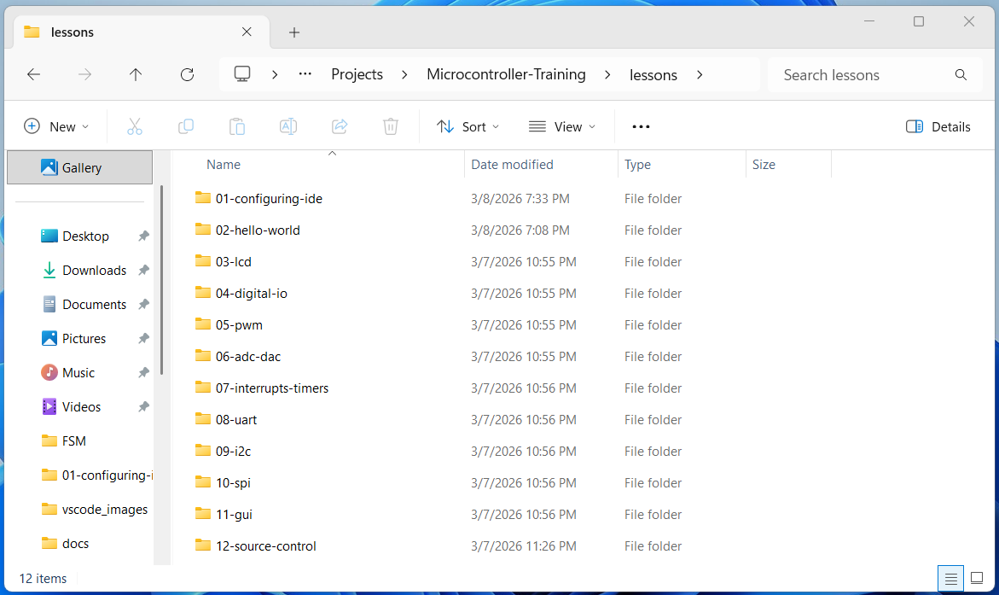 lessons
Projects Microcontroller-Training lessons Search lessons
New Sort View Details
Gallery
Desktop
Downloads
Documents
Pictures
Music
Videos
FSM
01-configuring-i
vscode_images
docs
Name Date modified Type Size
01-configuring-ide 3/8/2026 7:33 PM File folder
02-hello-world 3/8/2026 7:08 PM File folder
03-lcd 3/7/2026 10:55 PM File folder
04-digital-io 3/7/2026 10:55 PM File folder
05-pwm 3/7/2026 10:55 PM File folder
06-adc-dac 3/7/2026 10:55 PM File folder
07-interrupts-timers 3/7/2026 10:56 PM File folder
08-uart 3/7/2026 10:56 PM File folder
09-i2c 3/7/2026 10:56 PM File folder
10-spi 3/7/2026 10:56 PM File folder
11-gui 3/7/2026 10:56 PM File folder
12-source-control 3/7/2026 11:26 PM File folder
12 items